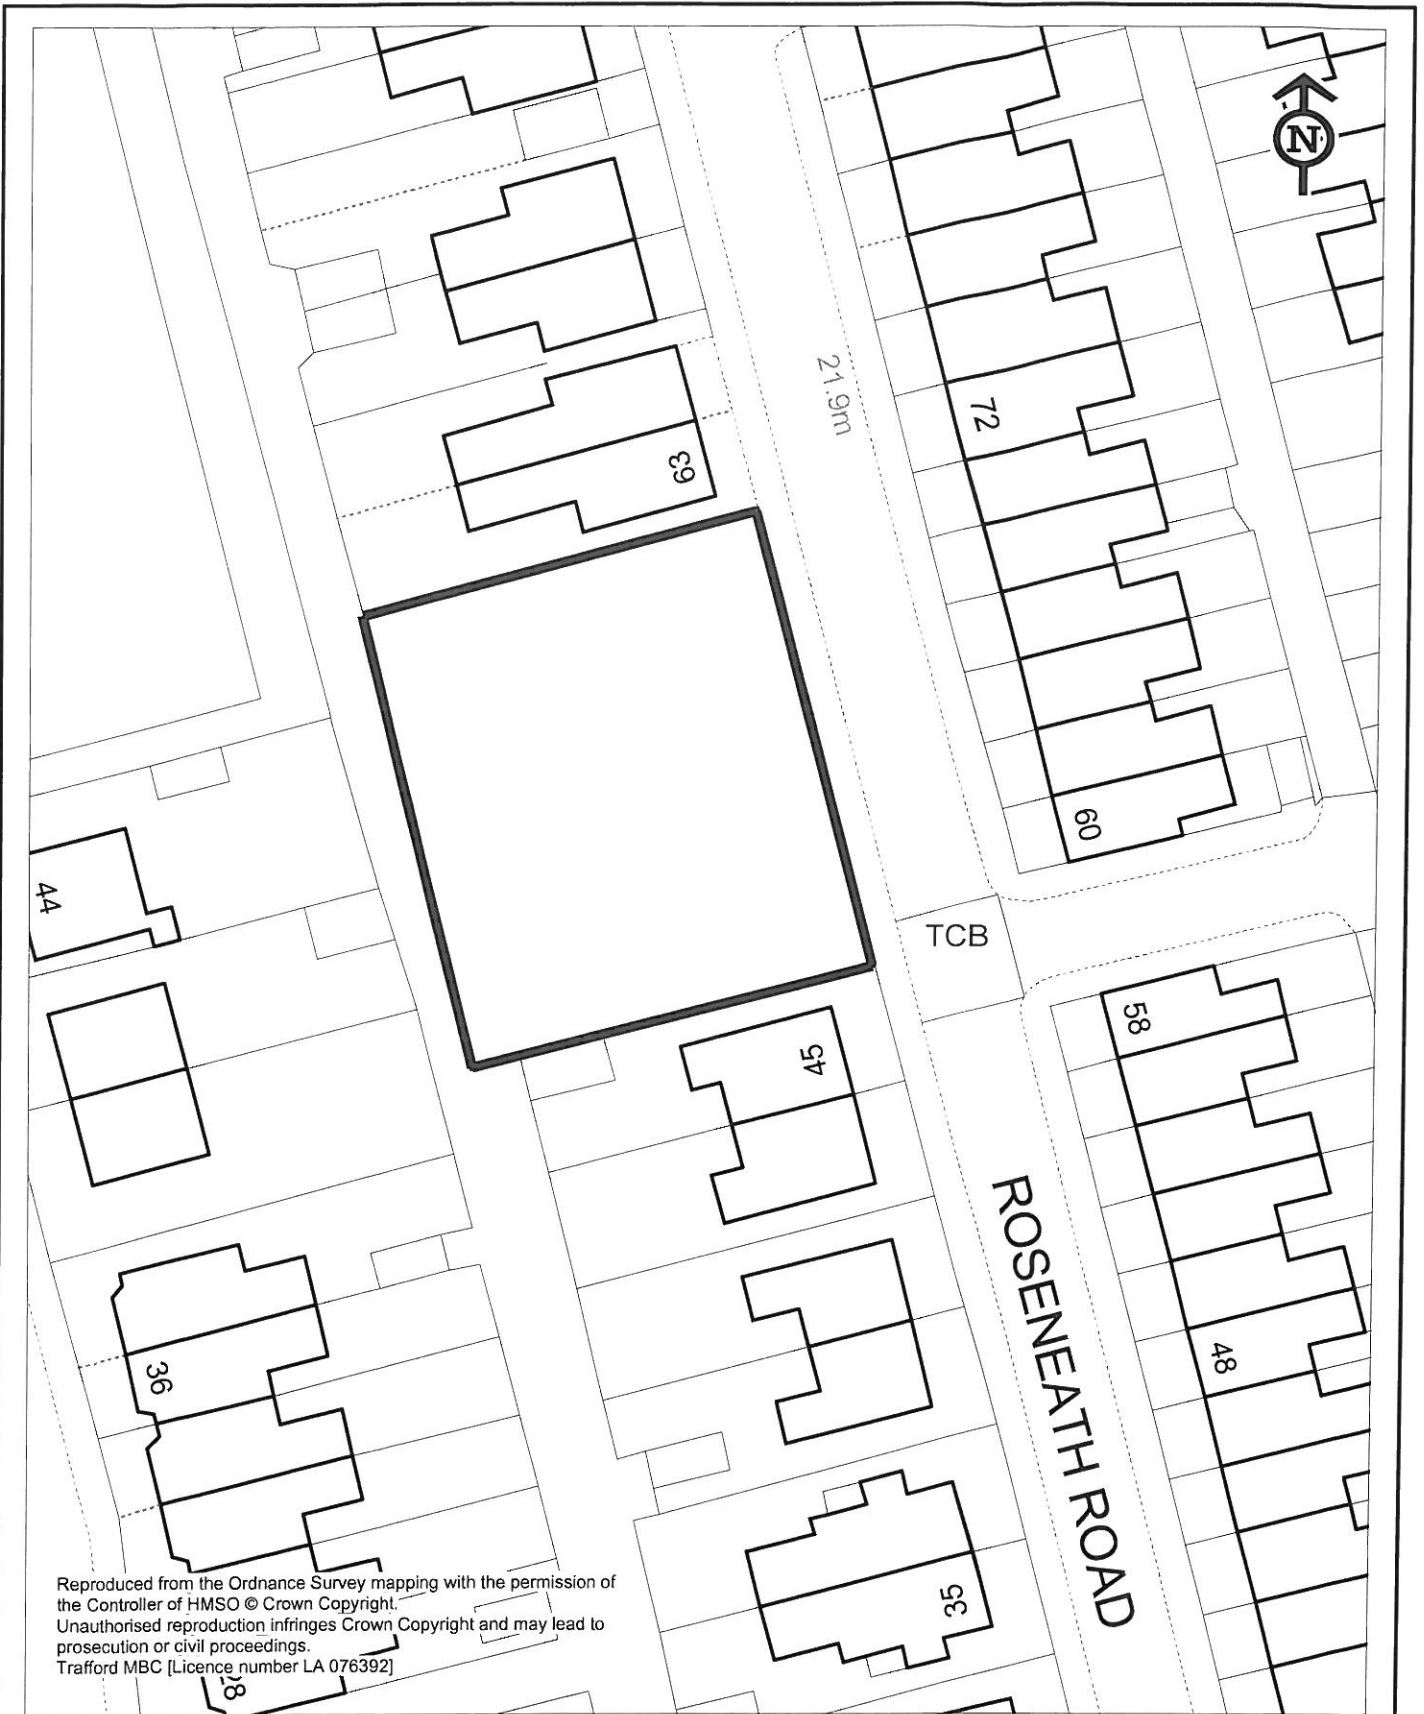 N
21.9m
72
63
60
44
TCB
58
45
ROSENEATH ROAD
48
36
35
Reproduced from the Ordnance Survey mapping with the permission of
the Controller of HMSO © Crown Copyright.
Unauthorised reproduction infringes Crown Copyright and may lead to
prosecution or civil proceedings.
Trafford MBC [Licence number LA 076392]